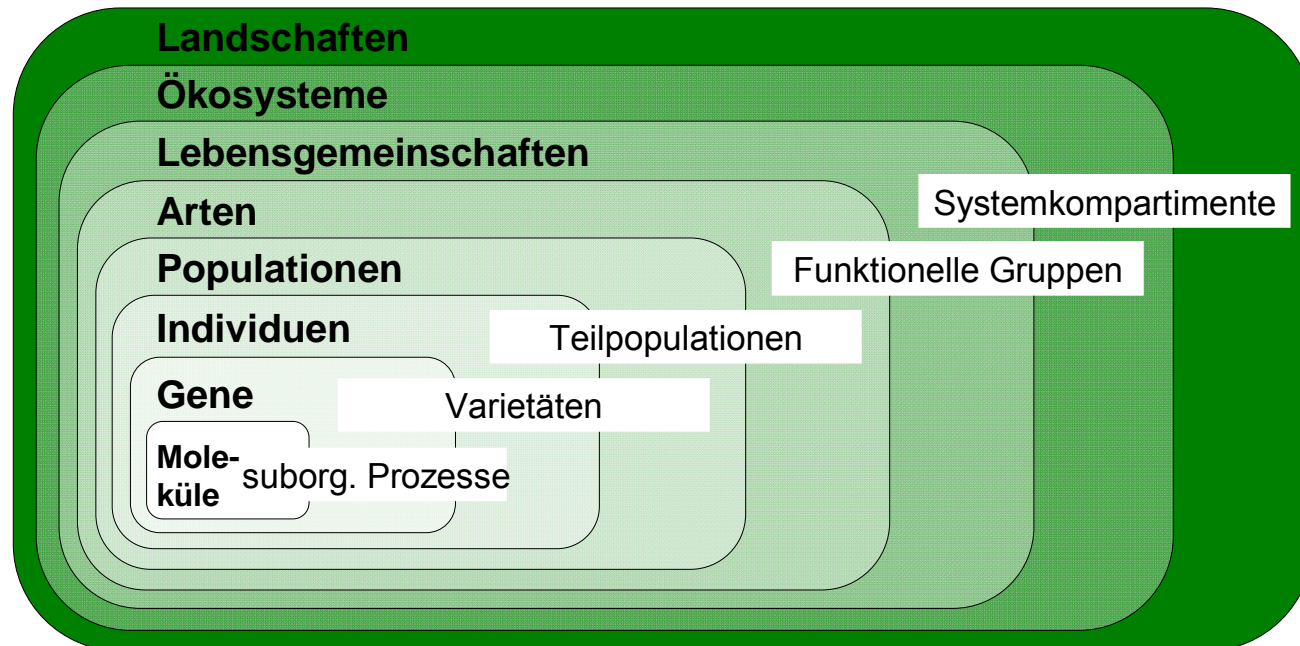 Landschaften
Ökosysteme
Lebensgemeinschaften
Arten
Systemkompartimente
Populationen
Funktionelle Gruppen
Individuen
Teilpopulationen
Gene
Varietäten
Mole-
küle
suborg. Prozesse